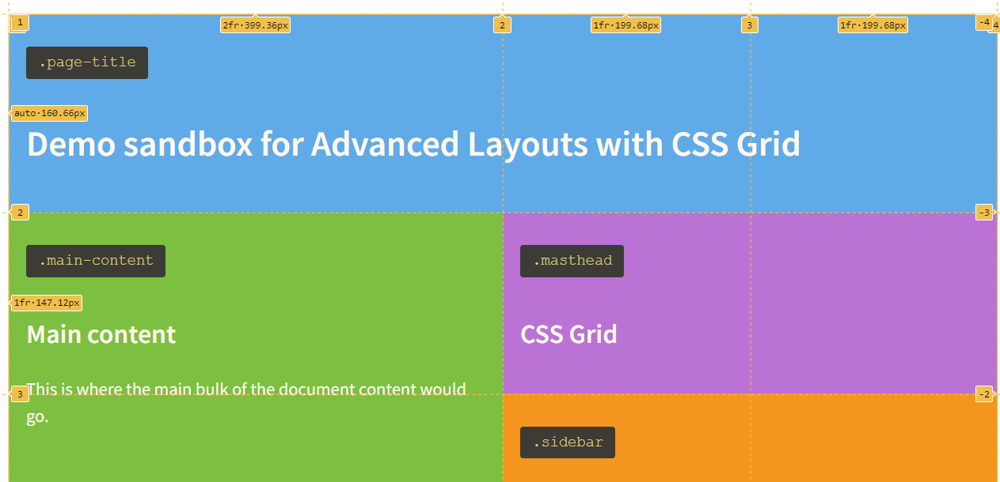 1 2fr·399.36px 2 1fr·199.68px 3 1fr·199.68px -4 4
.page-title
auto·160.66px
Demo sandbox for Advanced Layouts with CSS Grid
2 -3
.main-content .masthead
1fr·147.12px
Main content CSS Grid
This is where the main bulk of the document content would
3 -2
go.
.sidebar